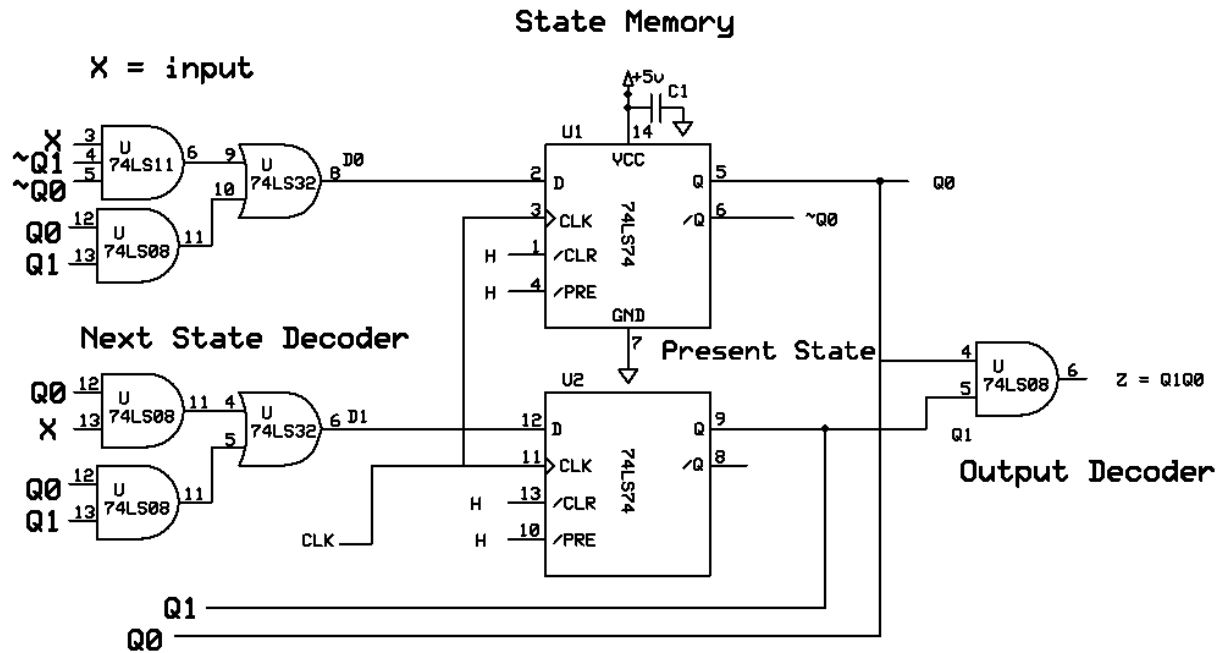 State Memory
X = input
+5v
C1
U1
14
VCC
X
3
~Q1
4
~Q0
5
U
74LS11
6
9
10
U
74LS32
8
D0
2
D
Q
5
Q0
Q0
12
Q1
13
U
74LS08
11
3
CLK
74LS74
/Q
6
~Q0
H
1
/CLR
H
4
/PRE
GND
7
Next State Decoder
Present State
U2
Q0
12
X
13
U
74LS08
11
4
5
U
74LS32
6
D1
12
D
Q
9
4
5
U
74LS08
6
Z = Q1Q0
Q1
Q0
12
Q1
13
U
74LS08
11
11
CLK
74LS74
/Q
8
Output Decoder
H
13
/CLR
CLK
H
10
/PRE
Q1
Q0